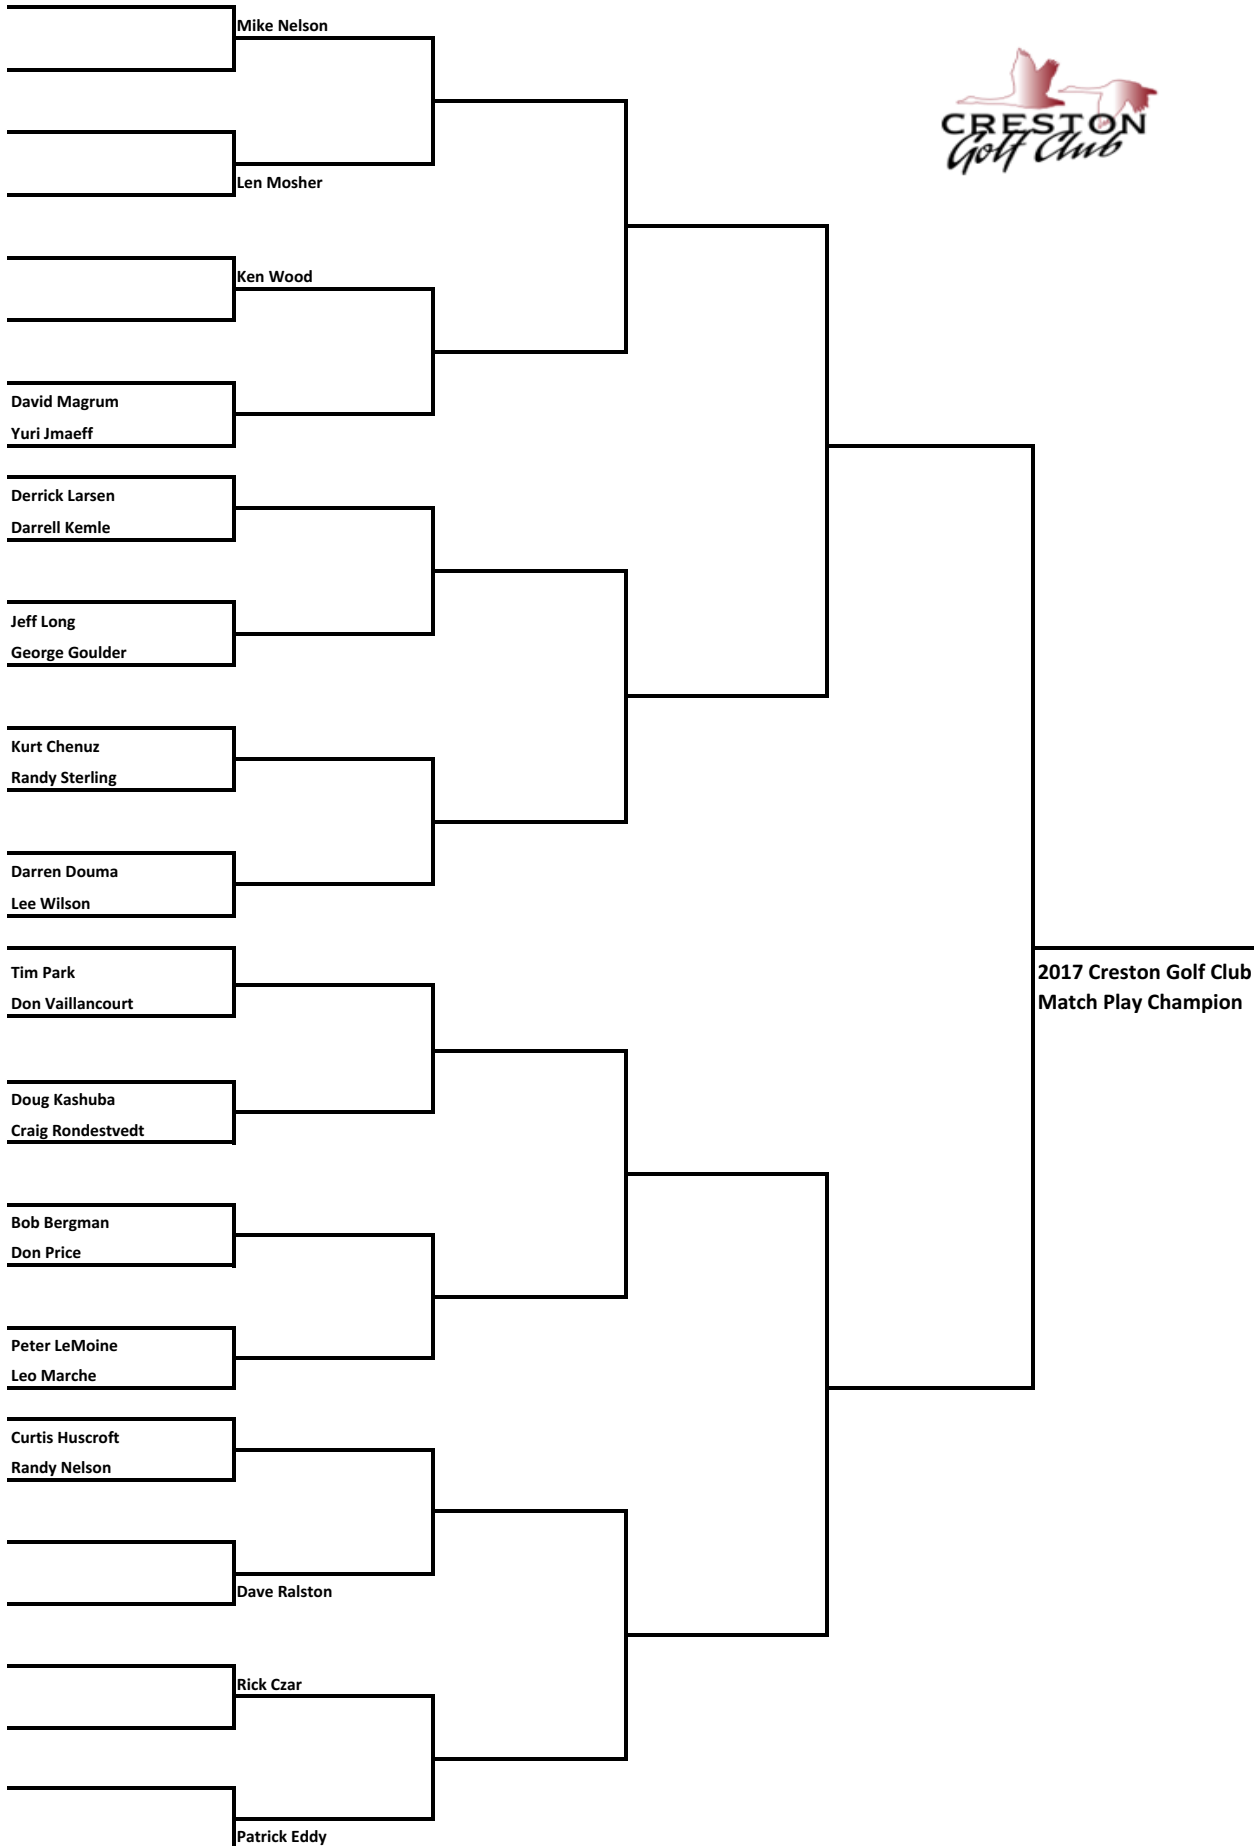 Mike Nelson
CRESTON
Golf Club
Len Mosher
Ken Wood
David Magrum
Yuri Jmaeff
Derrick Larsen
Darrell Kemle
Jeff Long
George Goulder
Kurt Chenuz
Randy Sterling
Darren Douma
Lee Wilson
Tim Park
Don Vaillancourt
2017 Creston Golf Club
Match Play Champion
Doug Kashuba
Craig Rondestvedt
Bob Bergman
Don Price
Peter LeMoine
Leo Marche
Curtis Huscroft
Randy Nelson
Dave Ralston
Rick Czar
Patrick Eddy